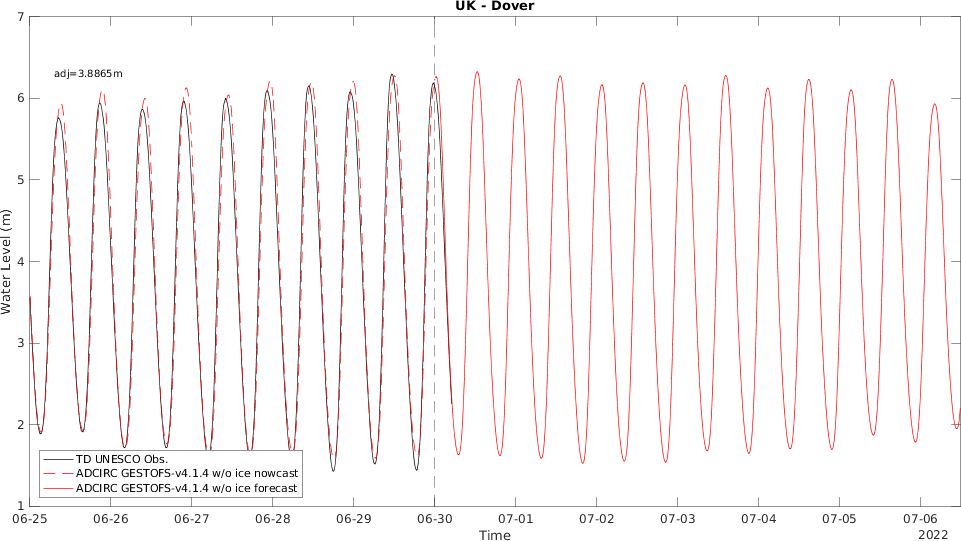 UK - Dover
adj=3.8865m
7
6
5
4
3
2
1
Water Level (m)
TD UNESCO Obs.
ADCIRC GESTOFS-v4.1.4 w/o ice nowcast
ADCIRC GESTOFS-v4.1.4 w/o ice forecast
06-25 06-26 06-27 06-28 06-29 06-30 07-01 07-02 07-03 07-04 07-05 07-06
Time
2022